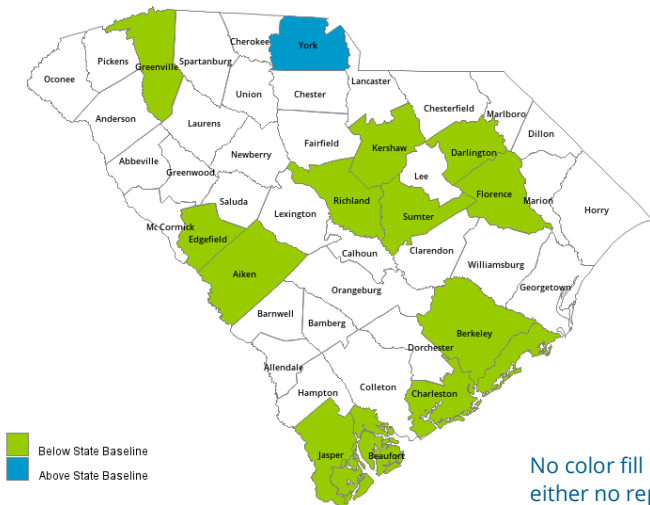 Cherokee
York
Greenville
Spartanburg
Pickens
Oconee
Lancaster
Union
Chester
Chesterfield
Marlboro
Anderson
Laurens
Dillon
Fairfield
Kershaw
Darlington
Newberry
Abbeville
Greenwood
Lee
Florence
Marion
Saluda
Richland
Horry
Lexington
Sumter
McCormick
Edgefield
Calhoun
Clarendon
Aiken
Williamsburg
Orangeburg
Georgetown
Barnwell
Bamberg
Berkeley
Dorchester
Allendale
Colleton
Hampton
Charleston
Jasper
Beaufort
Below State Baseline
Above State Baseline
No color fill
either no rep